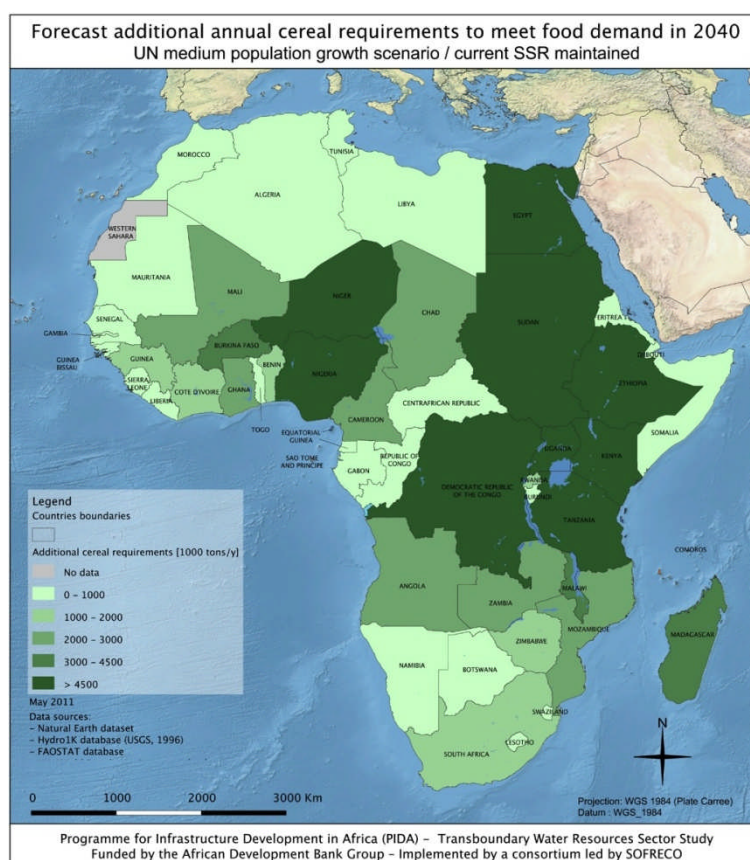 Forecast additional annual cereal requirements to meet food demand in 2040
UN medium population growth scenario / current SSR maintained
TUNISIA
MOROCCO
ALGERIA
LIBYA
EGYPT
WESTERN
SAHARA
MAURITANIA
MALI
NIGER
CHAD
SUDAN
ERITREA
SENEGAL
GAMBIA
GUINEA
BISSAU
GUINEA
BURKINA FASO
BENIN
NIGERIA
DJIBOUTI
SIERRA
LEONE
LIBERIA
COTE D'IVOIRE
GHANA
TOGO
CAMEROON
CENTRAFRICAN REPUBLIC
ETHIOPIA
SOMALIA
EQUATORIAL
GUINEA
SAO TOME
AND PRINCIPE
GABON
REPUBLIC OF
CONGO
DEMOCRATIC REPUBLIC
OF THE CONGO
UGANDA
KENYA
RWANDA
BURUNDI
TANZANIA
COMOROS
ANGOLA
ZAMBIA
MALAWI
MOZAMBIQUE
MADAGASCAR
ZIMBABWE
NAMIBIA
BOTSWANA
SWAZILAND
LESOTHO
SOUTH AFRICA
Legend
Countries boundaries
Additional cereal requirements [1000 tons/y]
No data
0 - 1000
1000 - 2000
2000 - 3000
3000 - 4500
> 4500
May 2011
Data sources:
- Natural Earth dataset
- Hydro1K database (USGS, 1996)
- FAOSTAT database
N
0 1000 2000 3000 Km
Projection: WGS 1984 (Plate Carree)
Datum : WGS_1984
Programme for Infrastructure Development in Africa (PIDA) - Transboundary Water Resources Sector Study
Funded by the African Development Bank Group - Implemented by a consortium led by SOFRECO